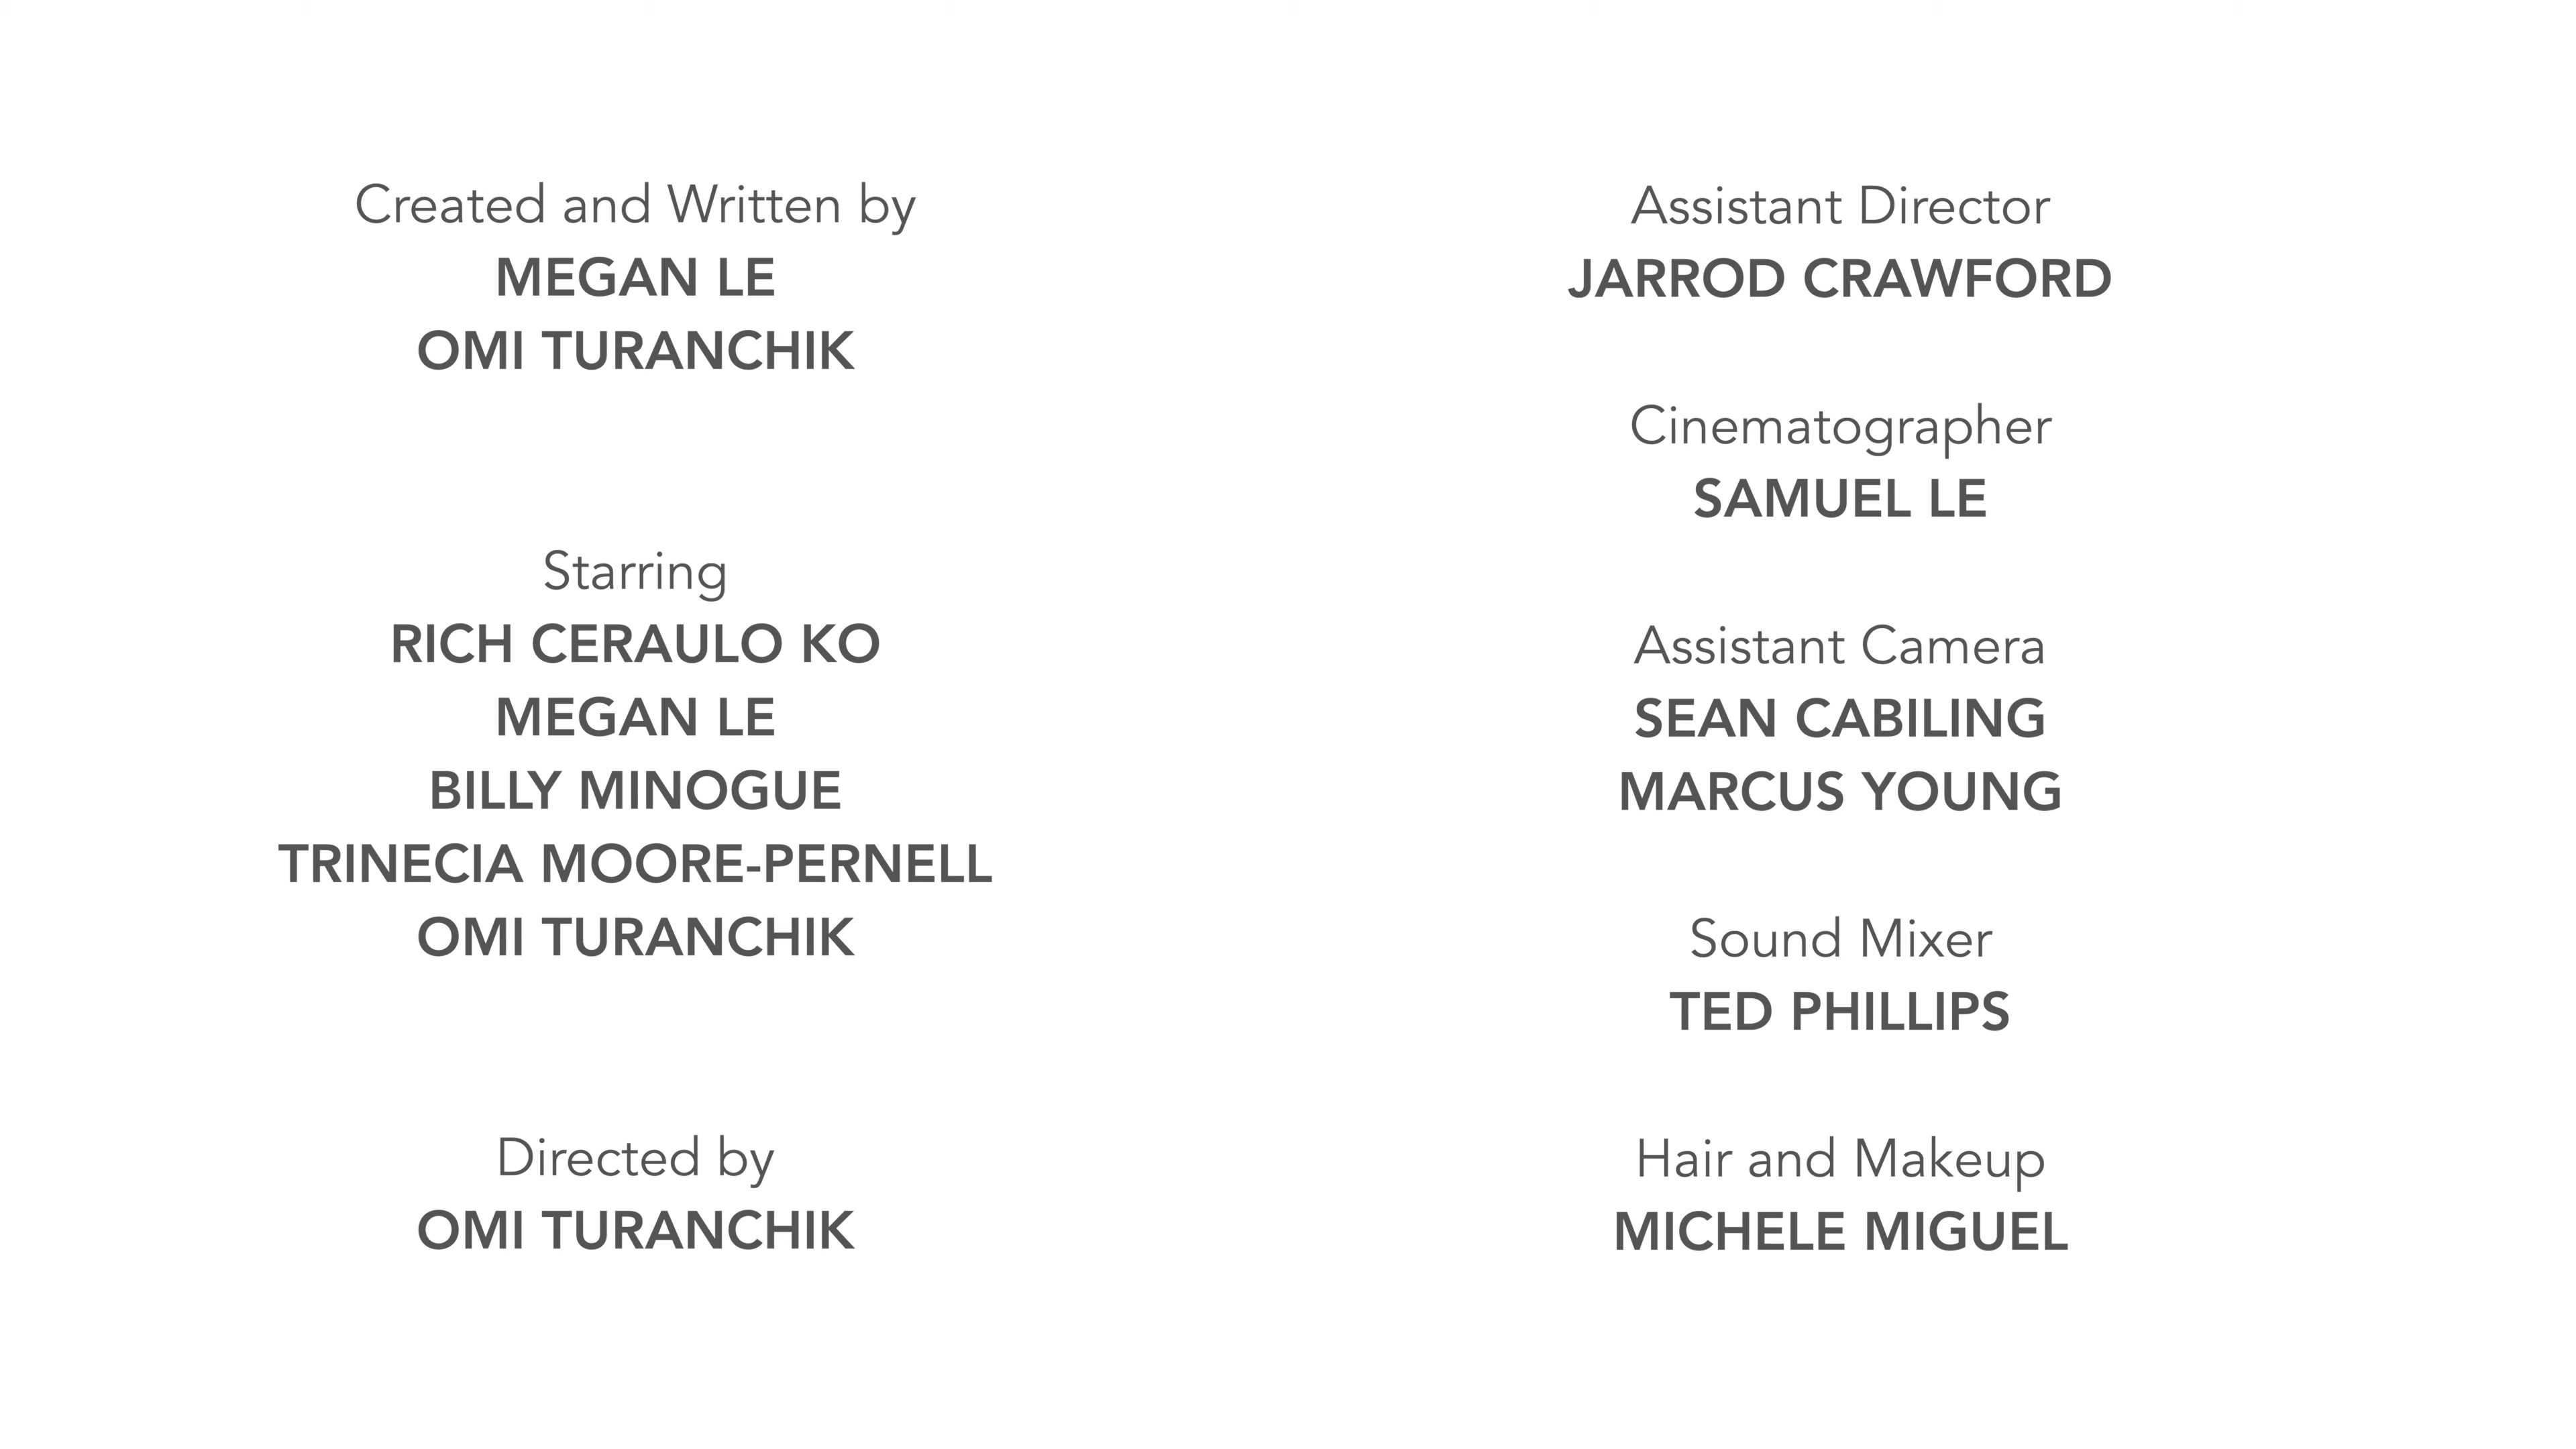 Created and Written by
MEGAN LE
OMI TURANCHIK
Starring
RICH CERAULO KO
MEGAN LE
BILLY MINOGUE
TRINECIA MOORE-PERNELL
OMI TURANCHIK
Directed by
OMI TURANCHIK
Assistant Director
JARROD CRAWFORD
Cinematographer
SAMUEL LE
Assistant Camera
SEAN CABILING
MARCUS YOUNG
Sound Mixer
TED PHILLIPS
Hair and Makeup
MICHELE MIGUEL